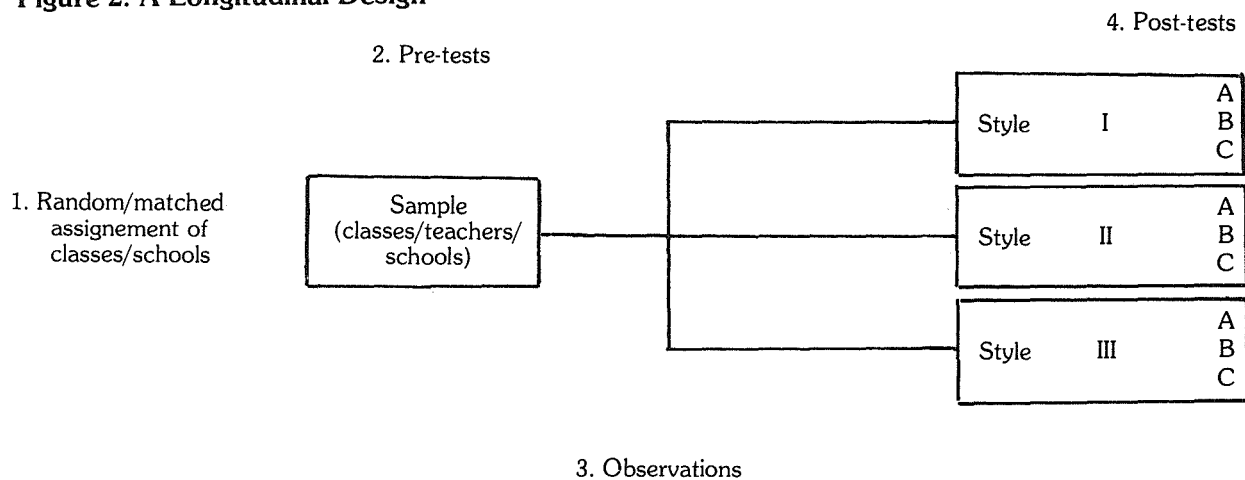 Figure 2. A Longitudinal Design
4. Post-tests
2. Pre-tests
1. Random/matched
assignement of
classes/schools
Sample
(classes/teachers/
schools)
Style I
A
B
C
Style II
A
B
C
Style III
A
B
C
3. Observations